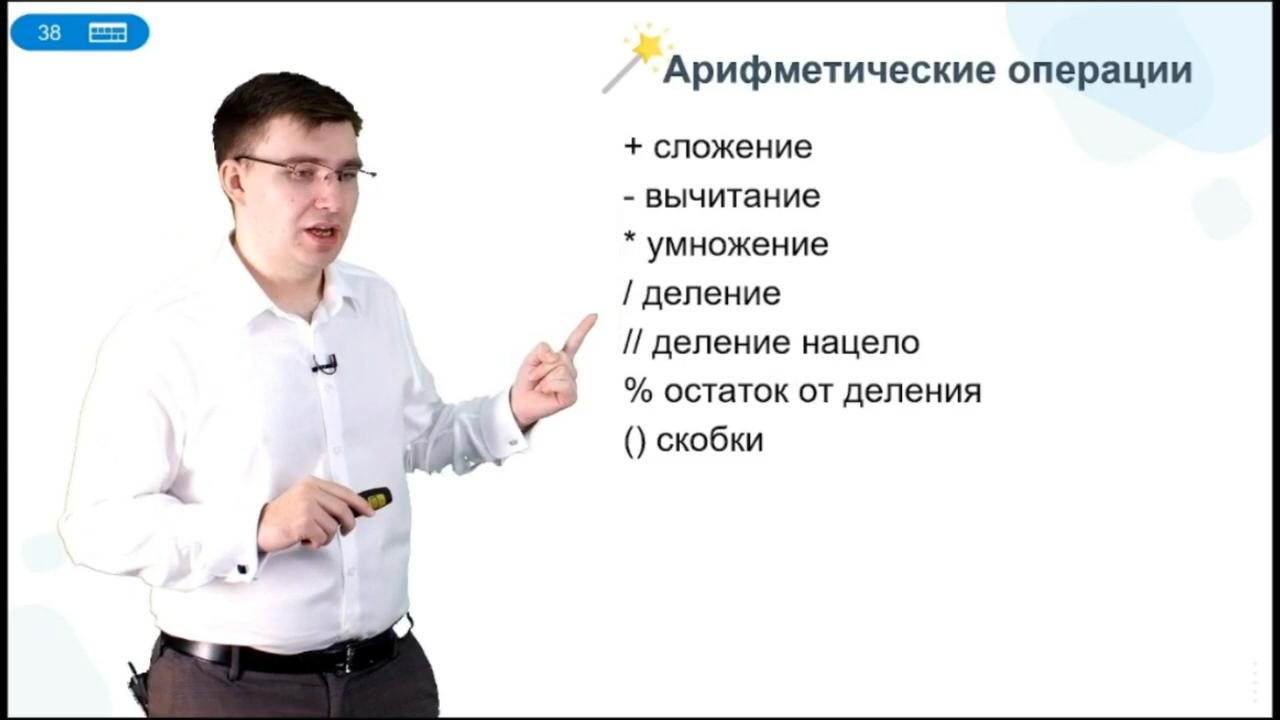 38
Арифметические операции
+ сложение
- вычитание
* умножение
/ деление
// деление нацело
% остаток от деления
() скобки